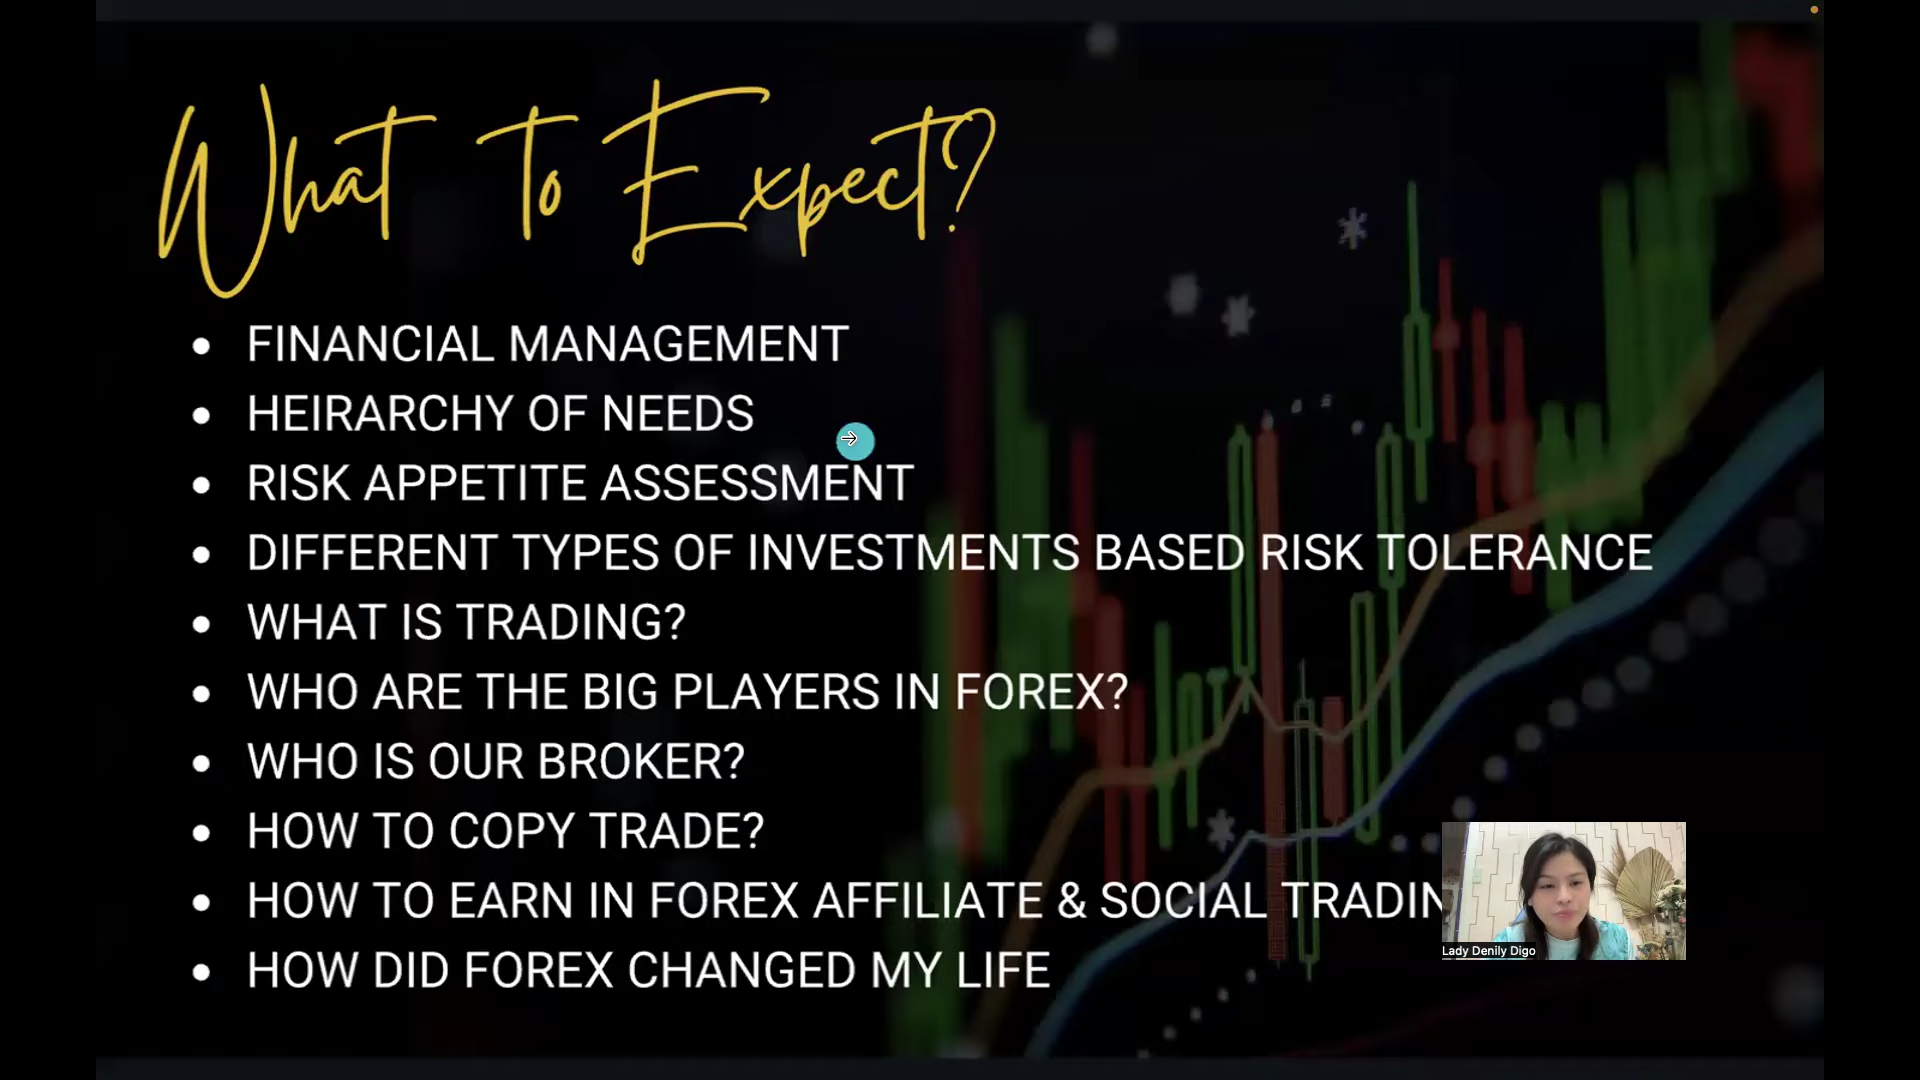 What to Expect?
• FINANCIAL MANAGEMENT
• HEIRARCHY OF NEEDS
• RISK APPETITE ASSESSMENT
• DIFFERENT TYPES OF INVESTMENTS BASED RISK TOLERANCE
• WHAT IS TRADING?
• WHO ARE THE BIG PLAYERS IN FOREX?
• WHO IS OUR BROKER?
• HOW TO COPY TRADE?
• HOW TO EARN IN FOREX AFFILIATE & SOCIAL
• HOW DID FOREX CHANGED MY LIFE
Lady Denily Digo